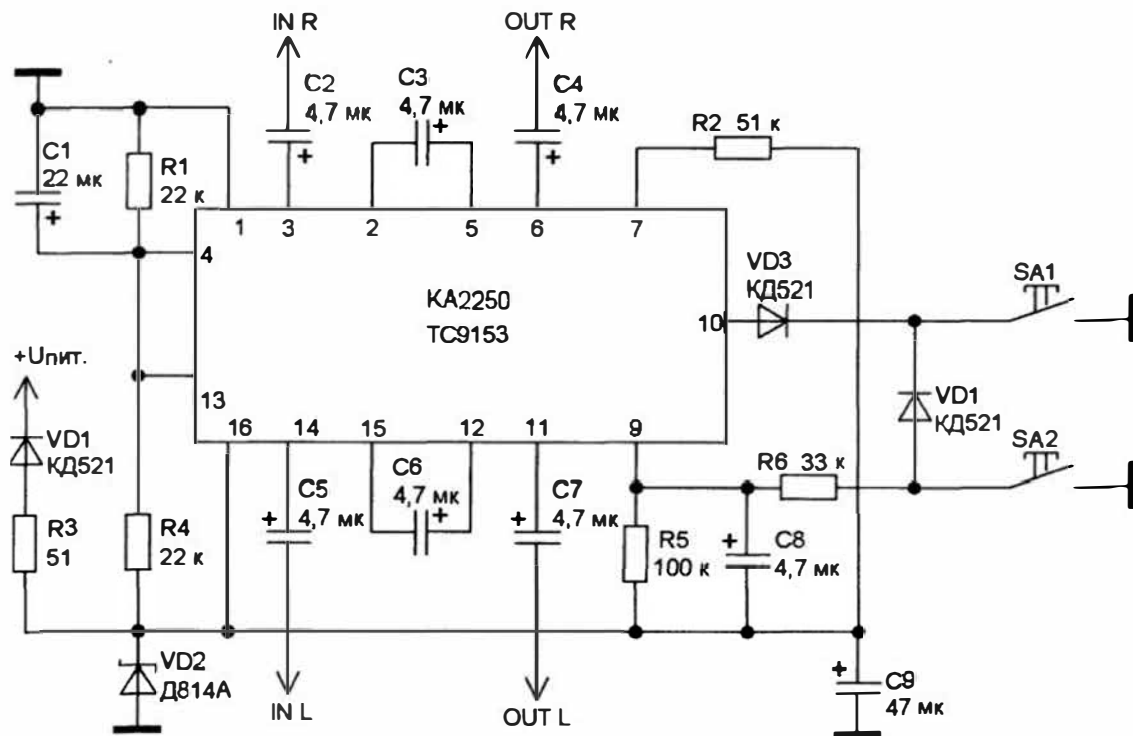 IN R
OUT R
C2
4,7 мк
+
C3
4,7 мк
+
C4
4,7 мк
+
R2 51 к
C1
22 мк
+
R1
22 к
1
3
2
5
6
7
4
KA2250
TC9153
10
VD3
КД521
SA1
+Uпит.
13
16
14
15
12
11
9
VD1
КД521
VD1
КД521
SA2
R3
51
R4
22 к
C5
+
4,7 мк
C6
4,7 мк
+
C7
+
4,7 мк
R6 33 к
R5
100 к
+
C8
4,7 мк
VD2
Д814А
IN L
OUT L
+
C9
47 мк